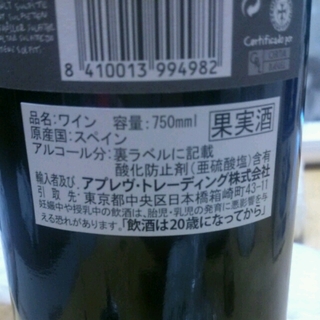 Certificado por
8 410013 994982
品名:ワイン 容量:750mml 果実酒
原産国:スペイン
アルコール分:裏ラベルに記載
酸化防止剤(亜硫酸塩)含有
輸入者及び、アプレヴ・トレーディング株式会社
引取先:東京都中央区日本橋箱崎町43-11
妊娠中や授乳中の飲酒は、胎児・乳児の発育に悪影響を与
える恐れがあります。「飲酒は20歳になってから」